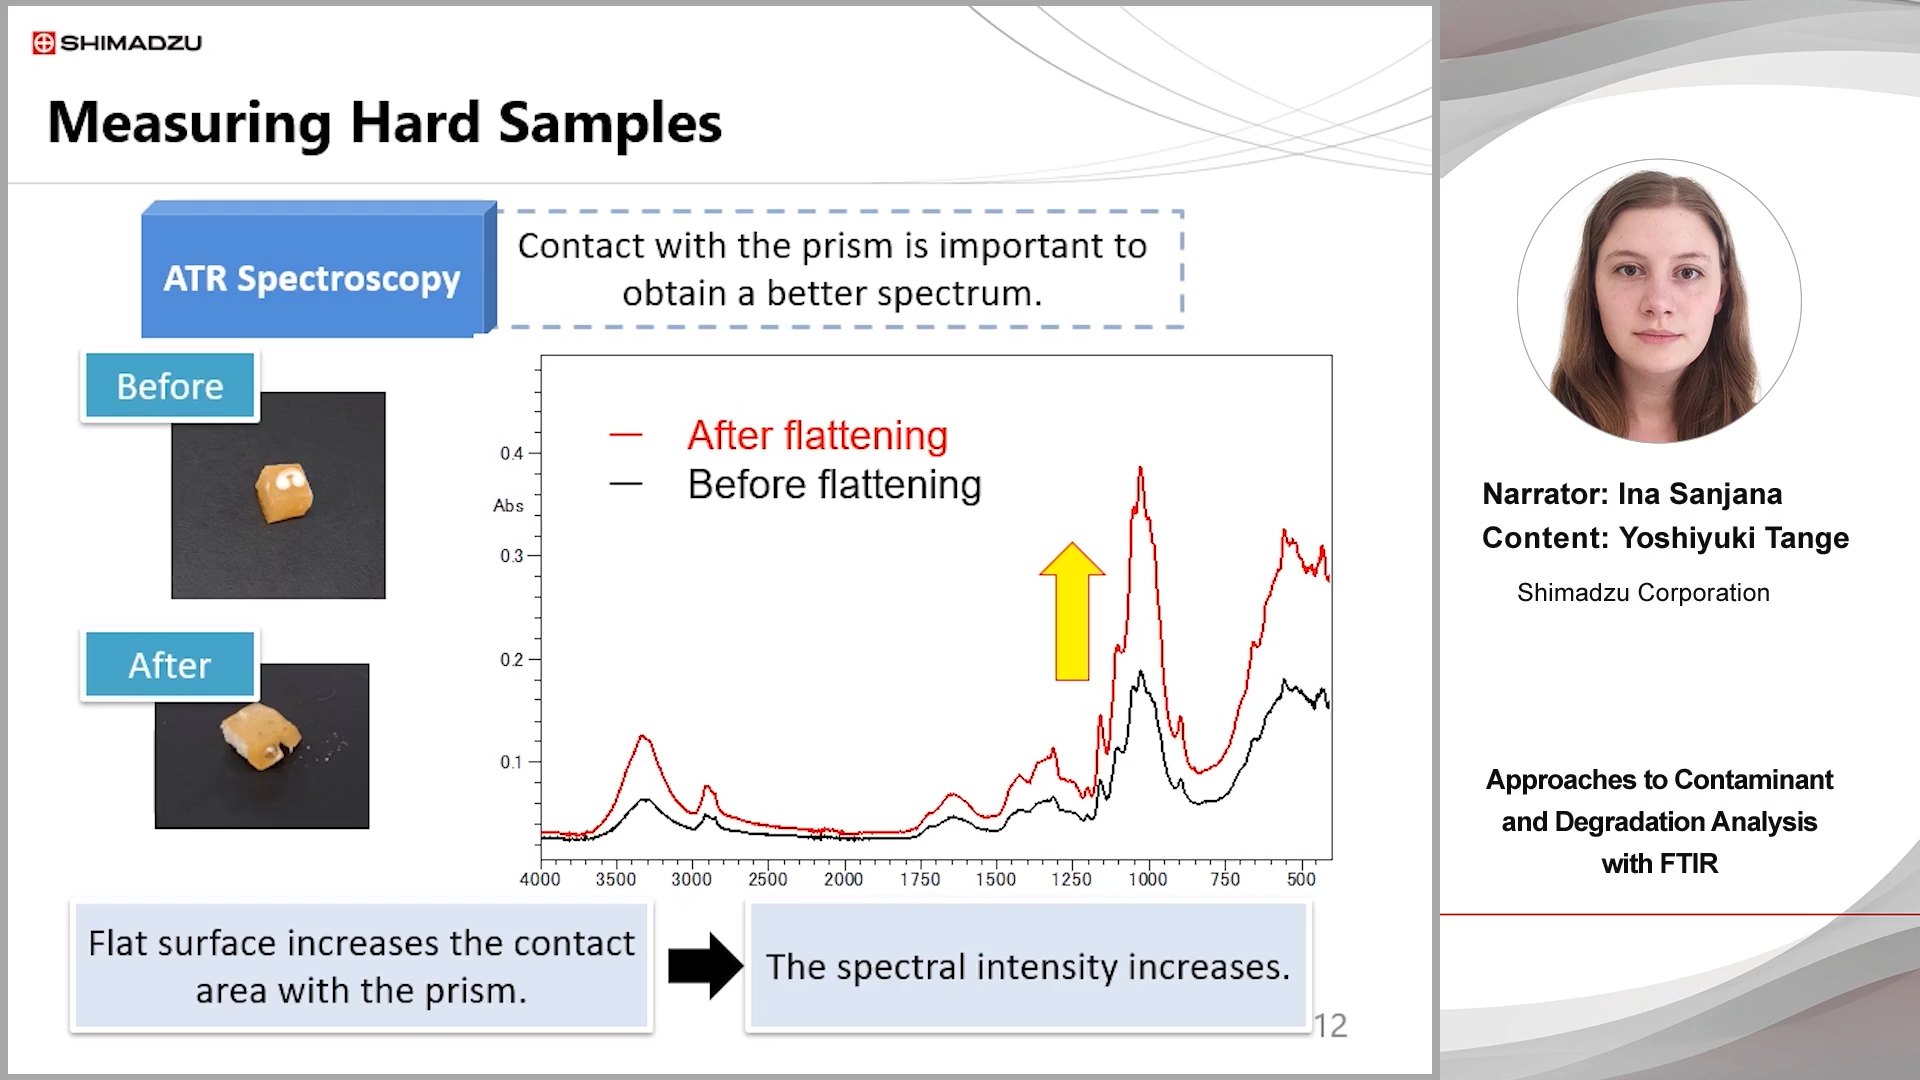 SHIMADZU
Measuring Hard Samples
ATR Spectroscopy
Contact with the prism is important to
obtain a better spectrum.
Before
After
After flattening
Before flattening
0.4
Abs
0.3
0.2
0.1
4000 3500 3000 2500 2000 1750 1500 1250 1000 750 500
Flat surface increases the contact
area with the prism.
The spectral intensity increases.
12
Narrator: Ina Sanjana
Content: Yoshiyuki Tange
Shimadzu Corporation
Approaches to Contaminant
and Degradation Analysis
with FTIR